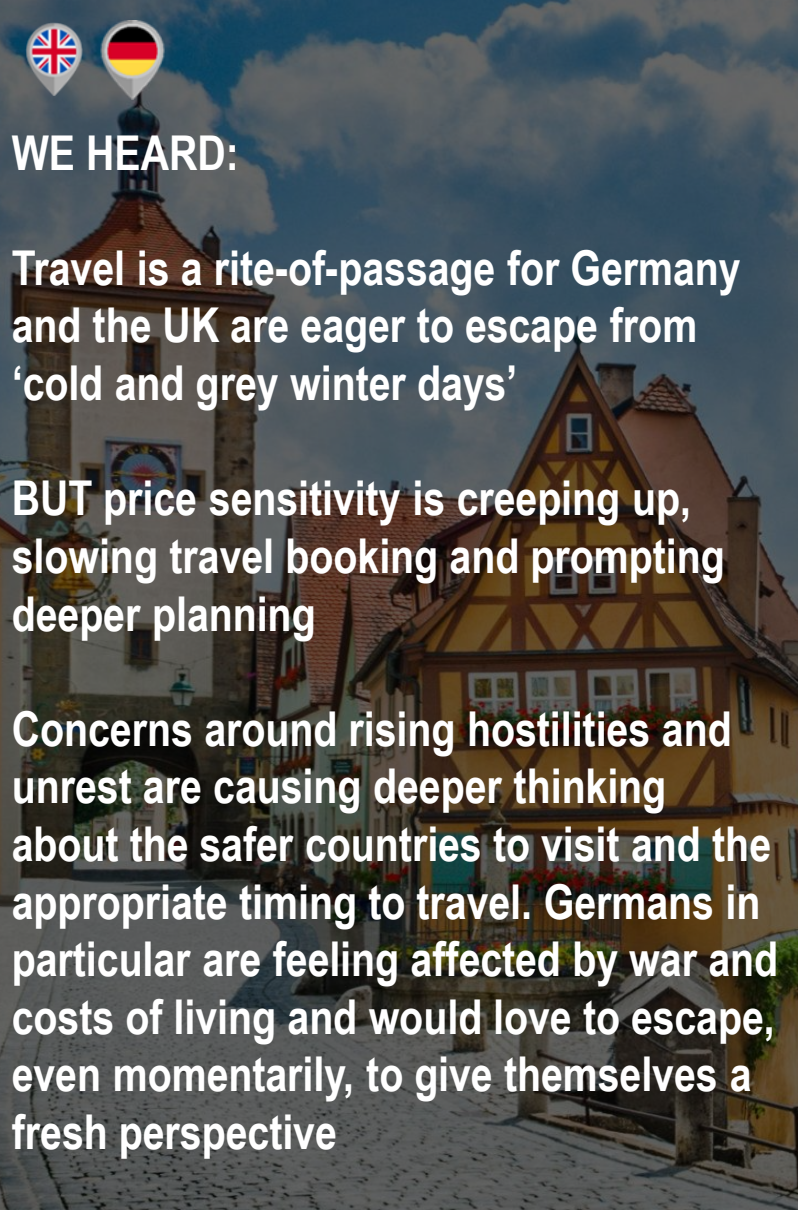 WE HEARD:
Travel is a rite-of-passage for Germany
and the UK are eager to escape from
‘cold and grey winter days’
BUT price sensitivity is creeping up,
slowing travel booking and prompting
deeper planning
Concerns around rising hostilities and
unrest are causing deeper thinking
about the safer countries to visit and the
appropriate timing to travel. Germans in
particular are feeling affected by war and
costs of living and would love to escape,
even momentarily, to give themselves a
fresh perspective